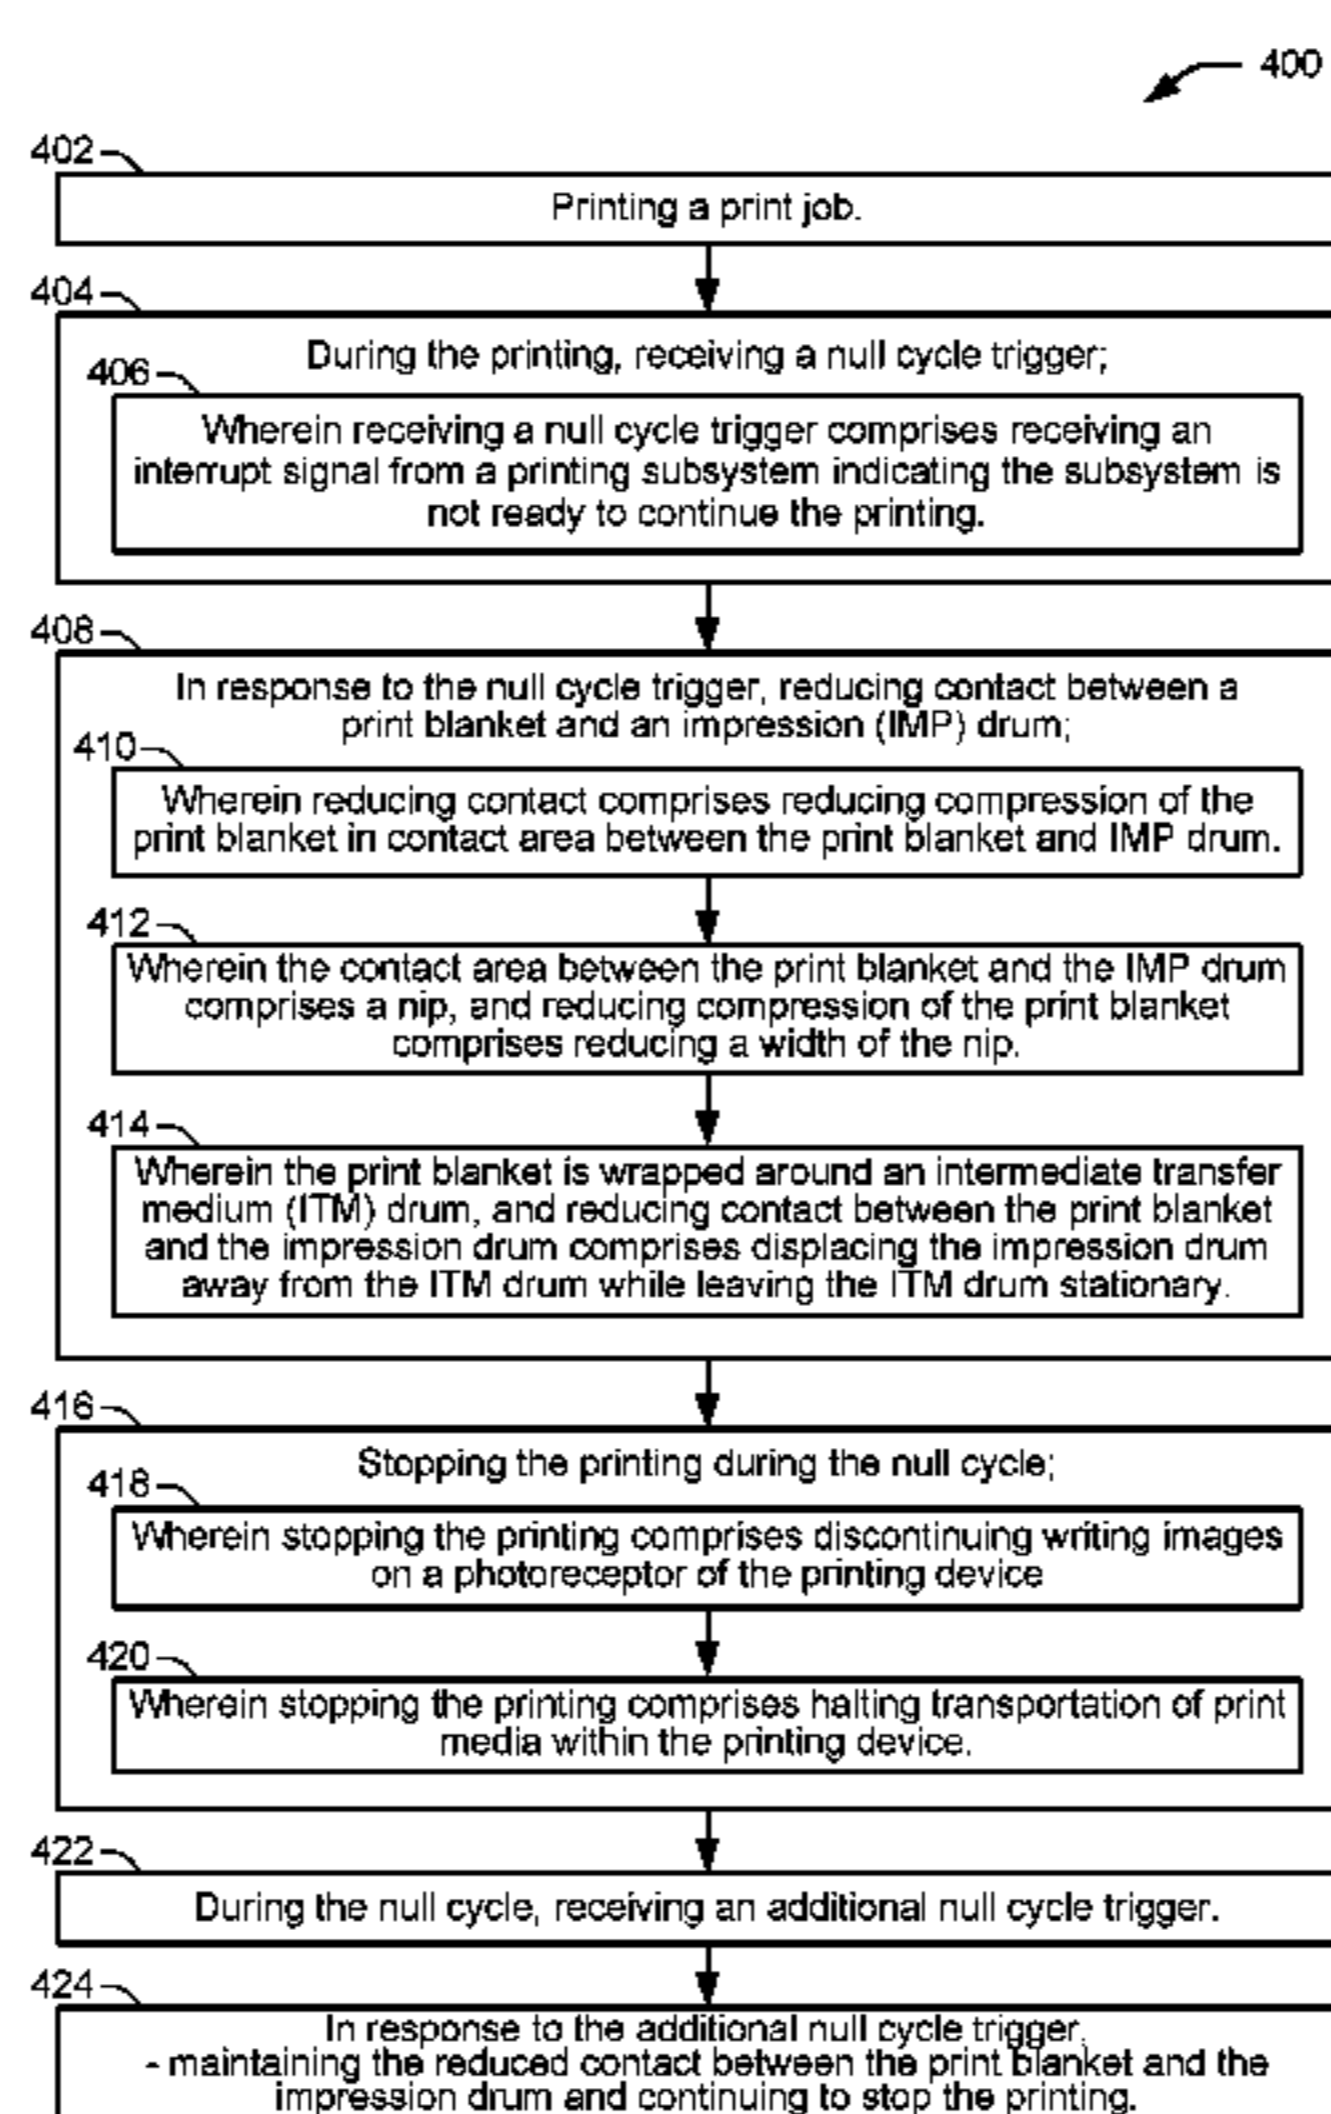 400
402
Printing a print job.
404
During the printing, receiving a null cycle trigger;
406
Wherein receiving a null cycle trigger comprises receiving an
interrupt signal from a printing subsystem indicating the subsystem is
not ready to continue the printing.
408
In response to the null cycle trigger, reducing contact between a
print blanket and an impression (IMP) drum;
410
Wherein reducing contact comprises reducing compression of the
print blanket in contact area between the print blanket and IMP drum.
412
Wherein the contact area between the print blanket and the IMP drum
comprises a nip, and reducing compression of the print blanket
comprises reducing a width of the nip.
414
Wherein the print blanket is wrapped around an intermediate transfer
medium (ITM) drum, and reducing contact between the print blanket
and the impression drum comprises displacing the impression drum
away from the ITM drum while leaving the ITM drum stationary.
416
Stopping the printing during the null cycle;
418
Wherein stopping the printing comprises discontinuing writing images
on a photoreceptor of the printing device
420
Wherein stopping the printing comprises halting transportation of print
media within the printing device.
422
During the null cycle, receiving an additional null cycle trigger.
424
In response to the additional null cycle trigger,
- maintaining the reduced contact between the print blanket and the
impression drum and continuing to stop the printing.